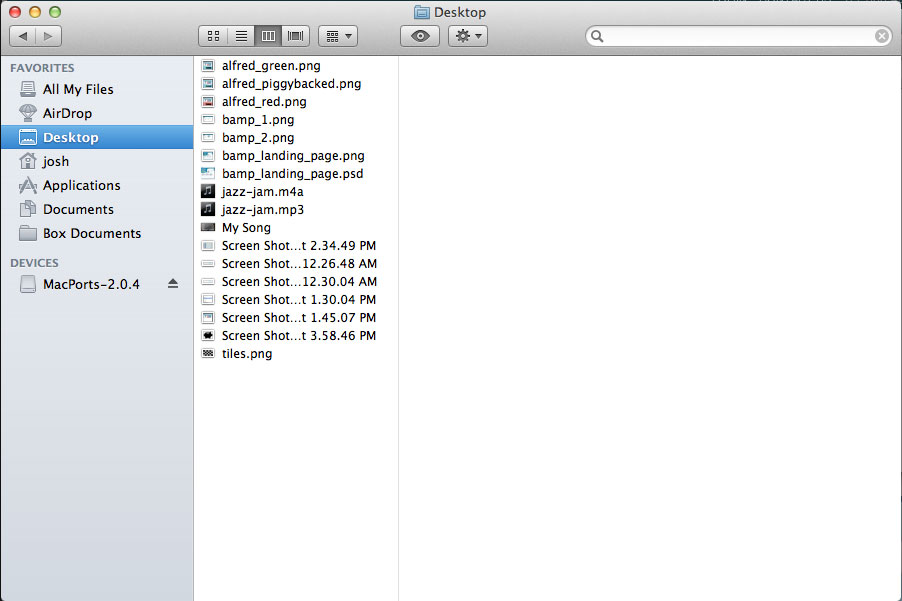 Desktop
FAVORITES
All My Files
AirDrop
Desktop
josh
Applications
Documents
Box Documents
DEVICES
MacPorts-2.0.4
alfred_green.png
alfred_piggybacked.png
alfred_red.png
bamp_1.png
bamp_2.png
bamp_landing_page.png
bamp_landing_page.psd
jazz-jam.m4a
jazz-jam.mp3
My Song
Screen Shot...t 2.34.49 PM
Screen Shot...12.26.48 AM
Screen Shot...12.30.04 AM
Screen Shot...t 1.30.04 PM
Screen Shot...t 1.45.07 PM
Screen Shot...t 3.58.46 PM
tiles.png